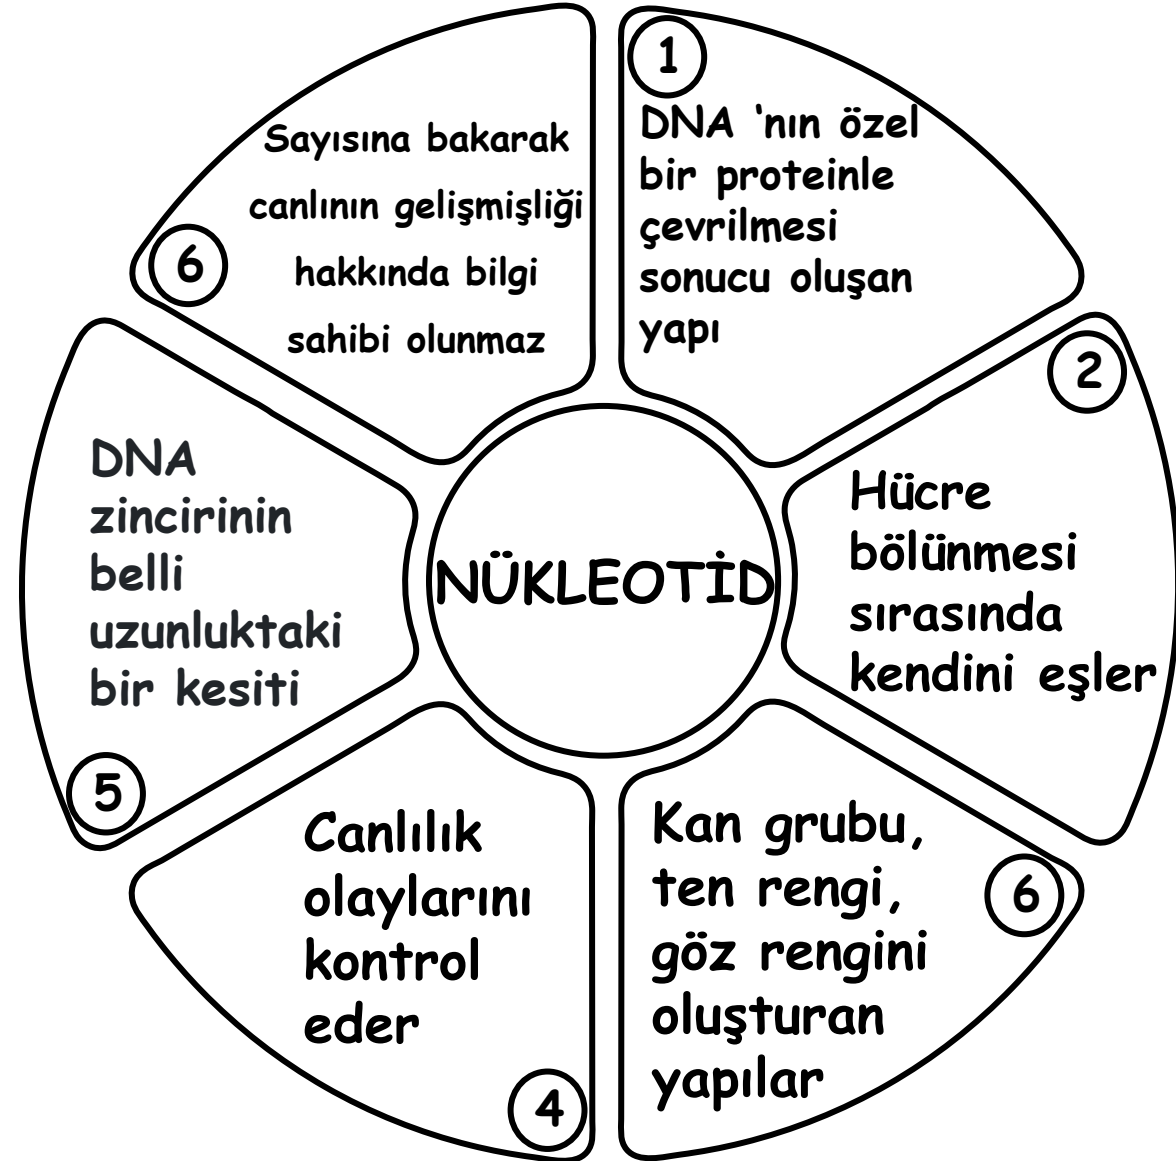 1
DNA ‘nın özel
bir proteinle
çevrilmesi
sonucu oluşan
yapı
2
Hücre
bölünmesi
sırasında
kendini eşler
6
Kan grubu,
ten rengi,
göz rengini
oluşturan
yapılar
4
Canlılık
olaylarını
kontrol
eder
5
DNA
zincirinin
belli
uzunluktaki
bir kesiti
6
Sayısına bakarak
canlının gelişmişliği
hakkında bilgi
sahibi olunmaz
NÜKLEOTİD